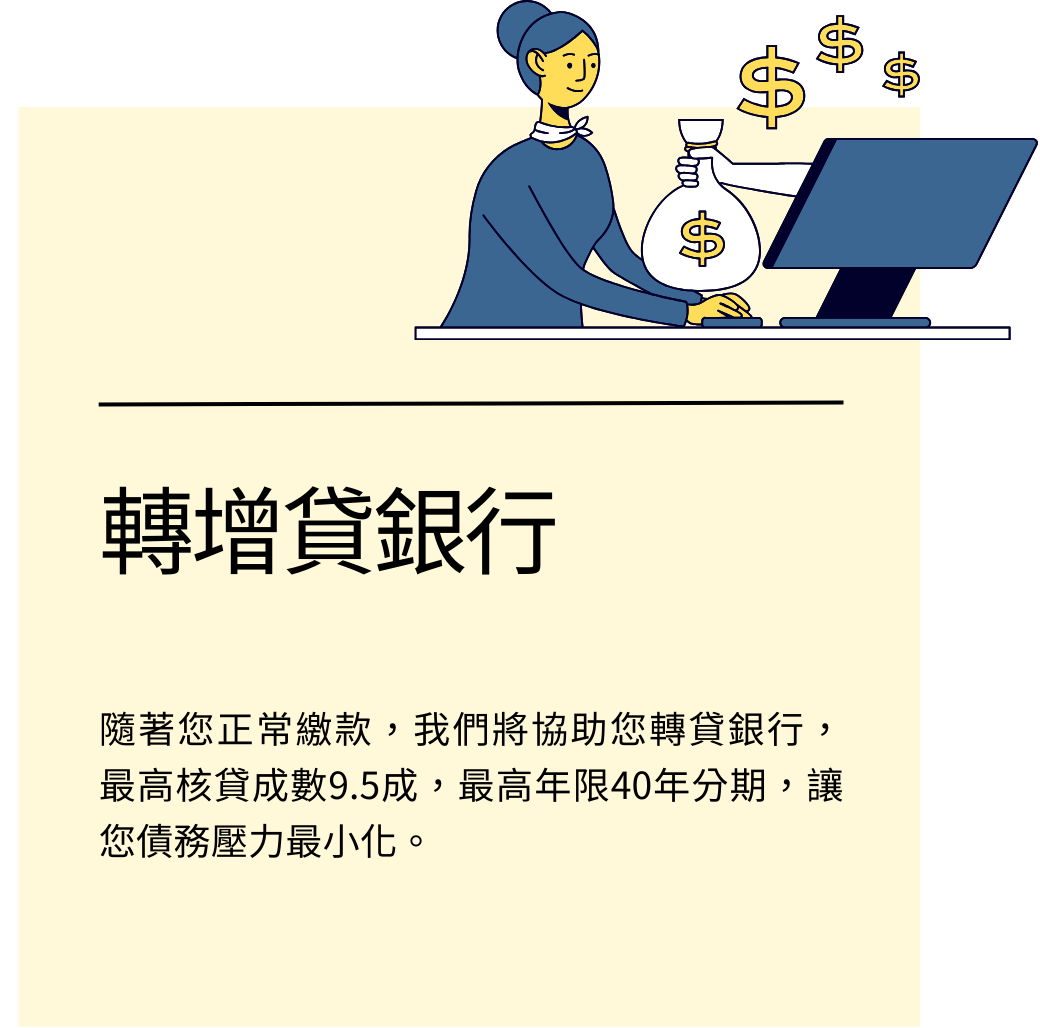 $ $ $
$
轉增貸銀行
隨著您正常繳款，我們將協助您轉貸銀行，
最高核貸成數9.5成，最高年限40年分期，讓
您債務壓力最小化。